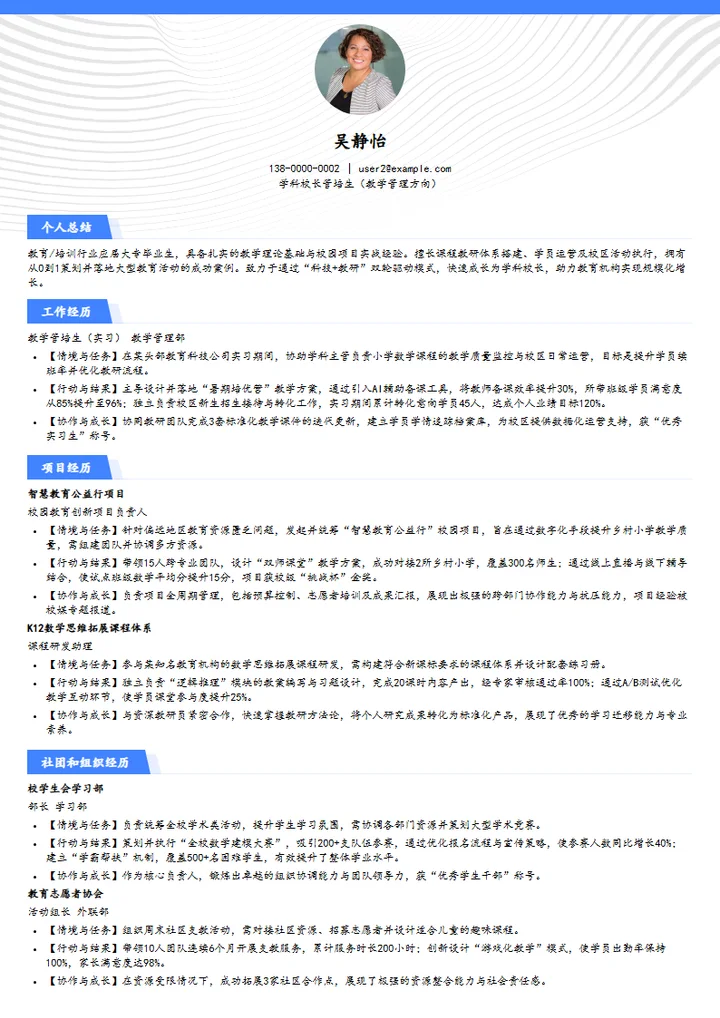 吴静怡
138-0000-0002 | user2@example.com
学科校长管培生（教学管理方向）
个人总结
教育/培训行业应届大专毕业生，具备扎实的教学理论基础与校园项目实战经验。擅长课程教研体系搭建、学员运营及校区活动执行，拥有
从0到1策划并落地大型教育活动的成功案例。致力于通过“科技+教研”双轮驱动模式，快速成长为学科校长，助力教育机构实现规模化增
长。
工作经历
教学管培生（实习） 教学管理部
• 【情境与任务】在某头部教育科技公司实习期间，协助学科主管负责小学数学课程的教学质量监控与校区日常运营，目标是提升学员续
班率并优化教研流程。
• 【行动与结果】主导设计并落地“暑期培优营”教学方案，通过引入AI辅助备课工具，将教师备课效率提升30%，所带班级学员满意度
从85%提升至96%；独立负责校区新生招生接待与转化工作，实习期间累计转化意向学员45人，达成个人业绩目标120%。
• 【协作与成长】协同教研团队完成3套标准化教学课件的迭代更新，建立学员学情追踪档案库，为校区提供数据化运营支持，获“优秀
实习生”称号。
项目经历
智慧教育公益行项目
校园教育创新项目负责人
• 【情境与任务】针对偏远地区教育资源匮乏问题，发起并统筹“智慧教育公益行”校园项目，旨在通过数字化手段提升乡村小学教学质
量，需组建团队并协调多方资源。
• 【行动与结果】带领15人跨专业团队，设计“双师课堂”教学方案，成功对接2所乡村小学，覆盖300名师生；通过线上直播与线下辅导
结合，使试点班级数学平均分提升15分，项目获校级“挑战杯”金奖。
• 【协作与成长】负责项目全周期管理，包括预算控制、志愿者培训及成果汇报，展现出极强的跨部门协作能力与抗压能力，项目经验被
校媒专题报道。
K12数学思维拓展课程体系
课程研发助理
• 【情境与任务】参与某知名教育机构的数学思维拓展课程研发，需构建符合新课标要求的课程体系并设计配套练习册。
• 【行动与结果】独立负责“逻辑推理”模块的教案编写与习题设计，完成20课时内容产出，经专家审核通过率100%；通过A/B测试优化
教学互动环节，使学员课堂参与度提升25%。
• 【协作与成长】与资深教研员紧密合作，快速掌握教研方法论，将个人研究成果转化为标准化产品，展现了优秀的学习迁移能力与专业
素养。
社团和组织经历
校学生会学习部
部长 学习部
• 【情境与任务】负责统筹全校学术类活动，提升学生学习氛围，需协调各部门资源并策划大型学术竞赛。
• 【行动与结果】策划并执行“全校数学建模大赛”，吸引200+支队伍参赛，通过优化报名流程与宣传策略，使参赛人数同比增长40%；
建立“学霸帮扶”机制，覆盖500+名困难学生，有效提升了整体学业水平。
• 【协作与成长】作为核心负责人，锻炼出卓越的组织协调能力与团队领导力，获“优秀学生干部”称号。
教育志愿者协会
活动组长 外联部
• 【情境与任务】组织周末社区支教活动，需对接社区资源、招募志愿者并设计适合儿童的趣味课程。
• 【行动与结果】带领10人团队连续6个月开展支教服务，累计服务时长200小时；创新设计“游戏化教学”模式，使学员出勤率保持
100%，家长满意度达98%。
• 【协作与成长】在资源受限情况下，成功拓展3家社区合作点，展现了极强的资源整合能力与社会责任感。